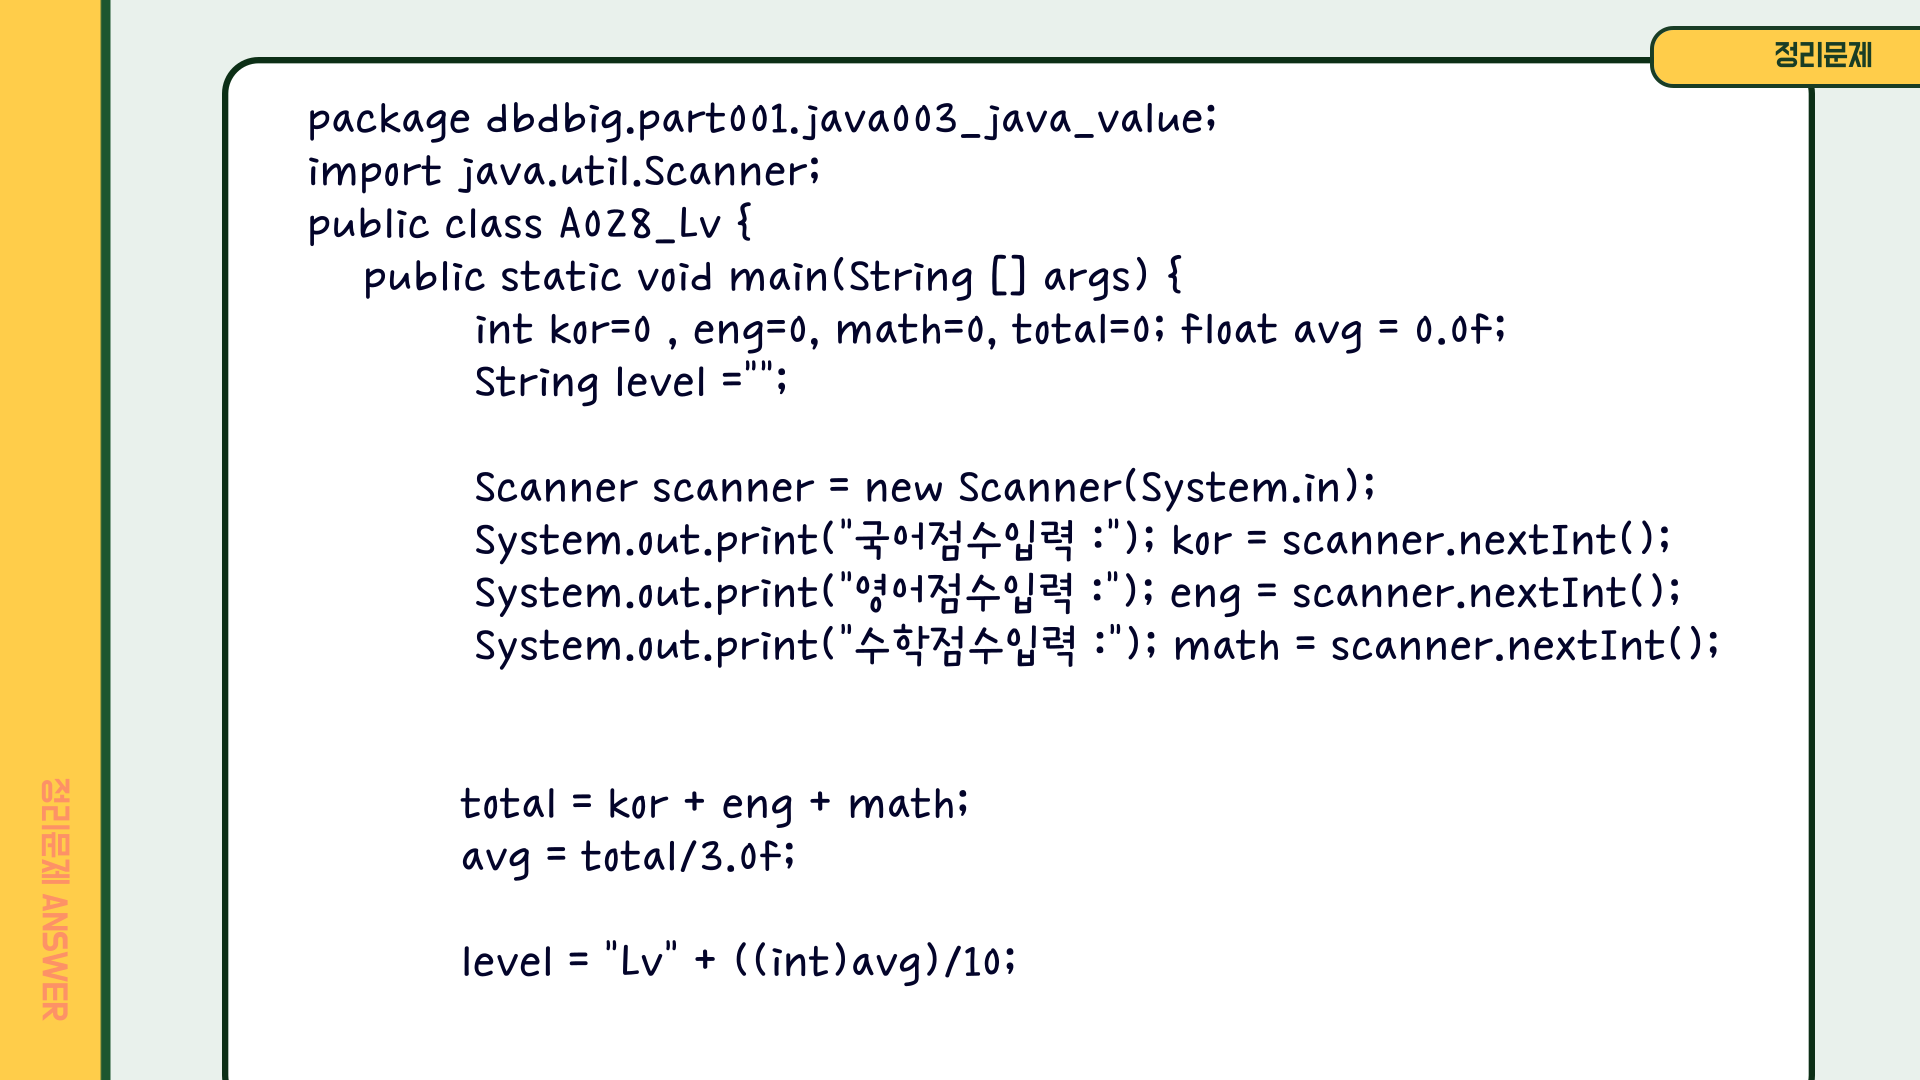 정리문제
package dbdbig.part001.java003_java_value;
import java.util.Scanner;
public class A028_Lv {
public static void main(String [] args) {
int kor=0 , eng=0, math=0, total=0; float avg = 0.0f;
String level ="";
Scanner scanner = new Scanner(System.in);
System.out.print("국어점수입력 :"); kor = scanner.nextInt();
System.out.print("영어점수입력 :"); eng = scanner.nextInt();
System.out.print("수학점수입력 :"); math = scanner.nextInt();
total = kor + eng + math;
avg = total/3.0f;
level = "Lv" + ((int)avg)/10;
정리문제 ANSWER